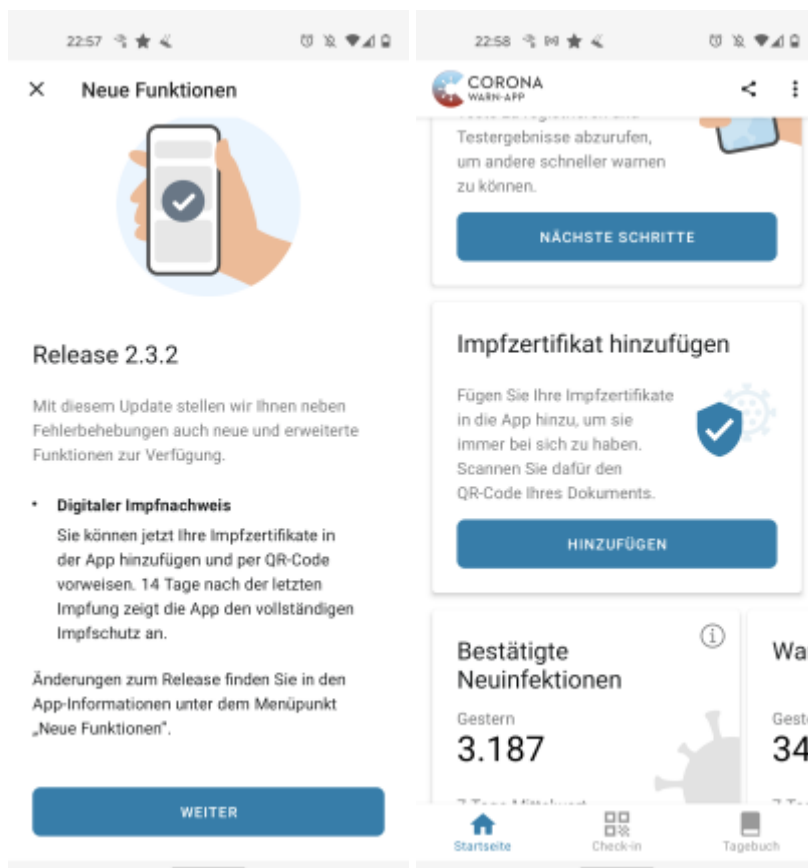 22:57
Neue Funktionen
Release 2.3.2
Mit diesem Update stellen wir Ihnen neben
Fehlerbehebungen auch neue und erweiterte
Funktionen zur Verfügung.
• Digitaler Impfnachweis
Sie können jetzt Ihre Impfzertifikate in
der App hinzufügen und per QR-Code
vorweisen. 14 Tage nach der letzten
Impfung zeigt die App den vollständigen
Impfschutz an.
Änderungen zum Release finden Sie in den
App-Informationen unter dem Menüpunkt
„Neue Funktionen".
WEITER
22:58
CORONA
WARN-APP
Testergebnisse abzurufen,
um andere schneller warnen
zu können.
NÄCHSTE SCHRITTE
Impfzertifikat hinzufügen
Fügen Sie Ihre Impfzertifikate
in die App hinzu, um sie
immer bei sich zu haben.
Scannen Sie dafür den
QR-Code Ihres Dokuments.
HINZUFÜGEN
Bestätigte
Neuinfektionen
Gestern
3.187
Startseite
Check-in
Tagebuch